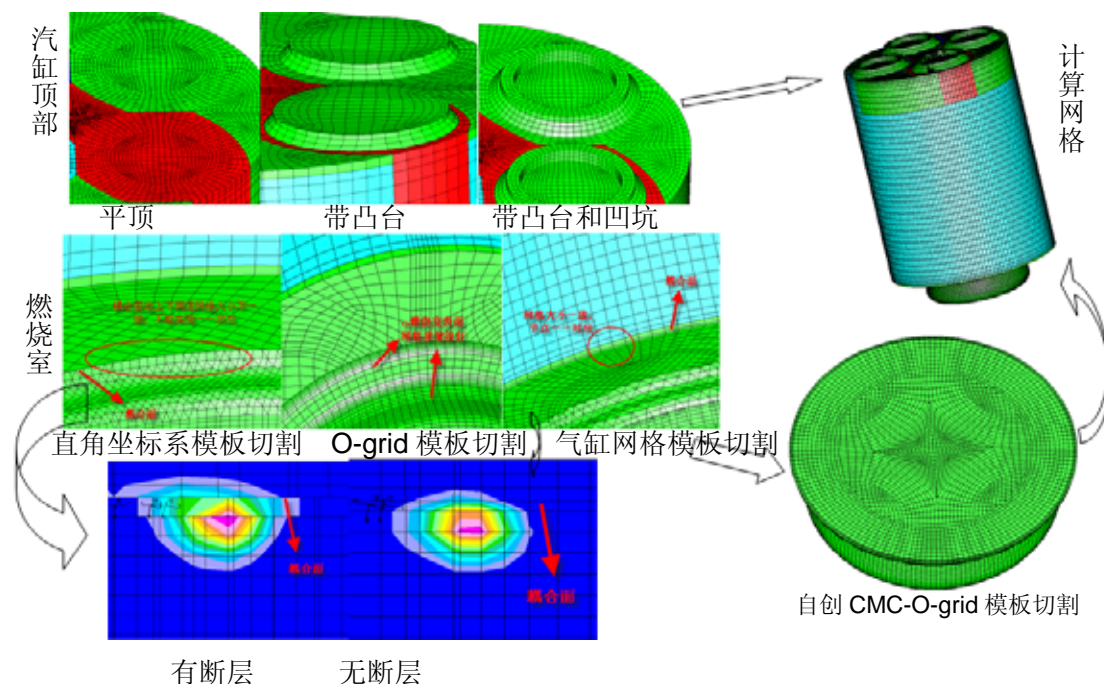 汽缸顶部
计算网格
平顶
带凸台
带凸台和凹坑
燃烧室
耦合面
耦合面
直角坐标系模板切割
O-grid 模板切割
气缸网格模板切割
耦合面
耦合面
自创 CMC-O-grid 模板切割
有断层
无断层